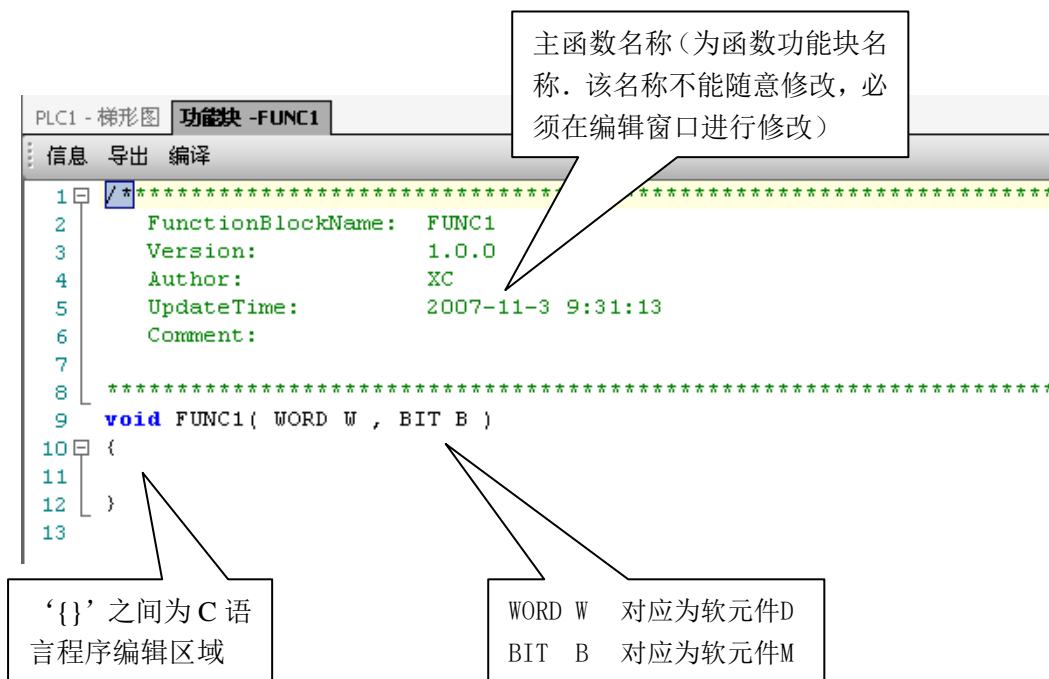 主函数名称（为函数功能块名
称. 该名称不能随意修改，必
须在编辑窗口进行修改）
PLC1 - 梯形图 功能块 -FUNC1
信息 导出 编译
1 /*******************************************************************
2 FunctionBlockName: FUNC1
3 Version: 1.0.0
4 Author: XC
5 UpdateTime: 2007-11-3 9:31:13
6 Comment:
7
8 ********************************************************************
9 void FUNC1( WORD W , BIT B )
10 {
11
12 }
13
‘{}’之间为 C 语
言程序编辑区域
WORD W 对应为软元件D
BIT B 对应为软元件M